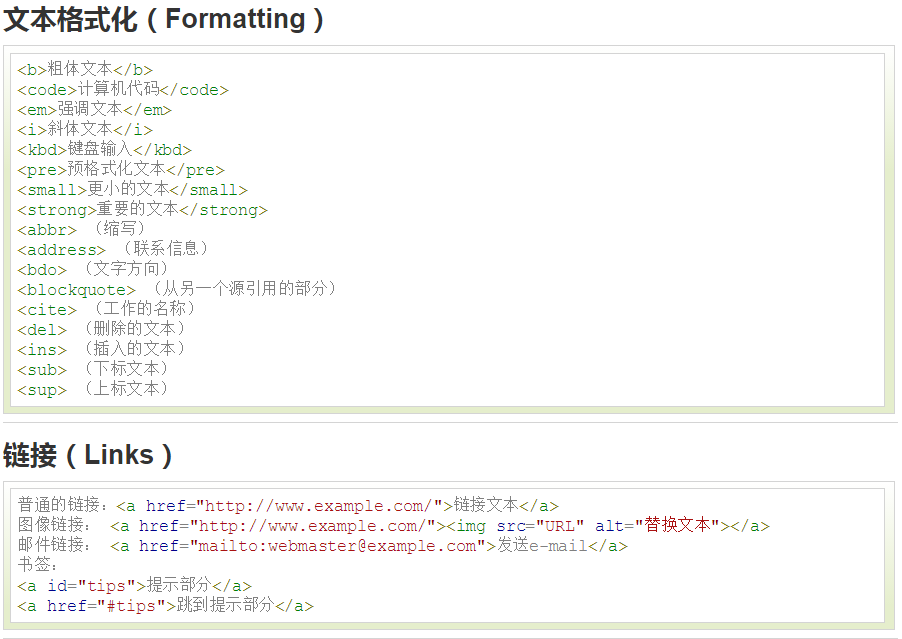 文本格式化（Formatting）
<b>粗体文本</b>
<code>计算机代码</code>
<em>强调文本</em>
<i>斜体文本</i>
<kbd>键盘输入</kbd>
<pre>预格式化文本</pre>
<small>更小的文本</small>
<strong>重要的文本</strong>
<abbr> （缩写）
<address> （联系信息）
<bdo> （文字方向）
<blockquote> （从另一个源引用的部分）
<cite> （工作的名称）
<del> （删除的文本）
<ins> （插入的文本）
<sub> （下标文本）
<sup> （上标文本）
链接（Links）
普通的链接：<a href="http://www.example.com/">链接文本</a>
图像链接： <a href="http://www.example.com/"><img src="URL" alt="替换文本"></a>
邮件链接： <a href="mailto:webmaster@example.com">发送e-mail</a>
书签：
<a id="tips">提示部分</a>
<a href="#tips">跳到提示部分</a>